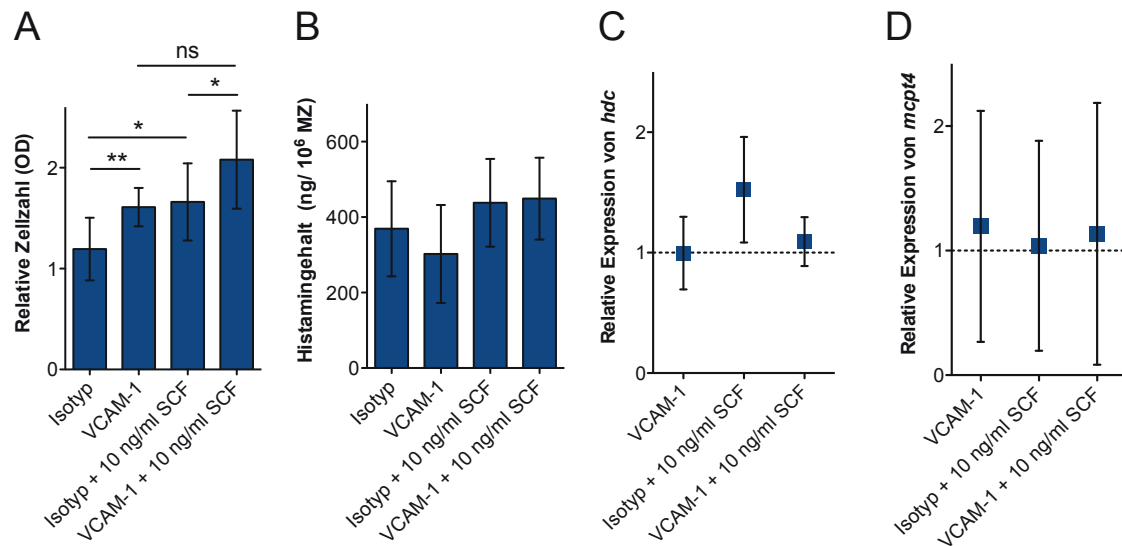 A
Relative Zellzahl (OD)
0
1
2
**
*
*
ns
Isotyp
VCAM-1
Isotyp + 10 ng/ml SCF
VCAM-1 + 10 ng/ml SCF
B
Histamingehalt (ng/ 10⁶ MZ)
0
200
400
600
Isotyp
VCAM-1
Isotyp + 10 ng/ml SCF
VCAM-1 + 10 ng/ml SCF
C
Relative Expression von hdc
0
1
2
VCAM-1
Isotyp + 10 ng/ml SCF
VCAM-1 + 10 ng/ml SCF
D
Relative Expression von mcpt4
0
1
2
VCAM-1
Isotyp + 10 ng/ml SCF
VCAM-1 + 10 ng/ml SCF